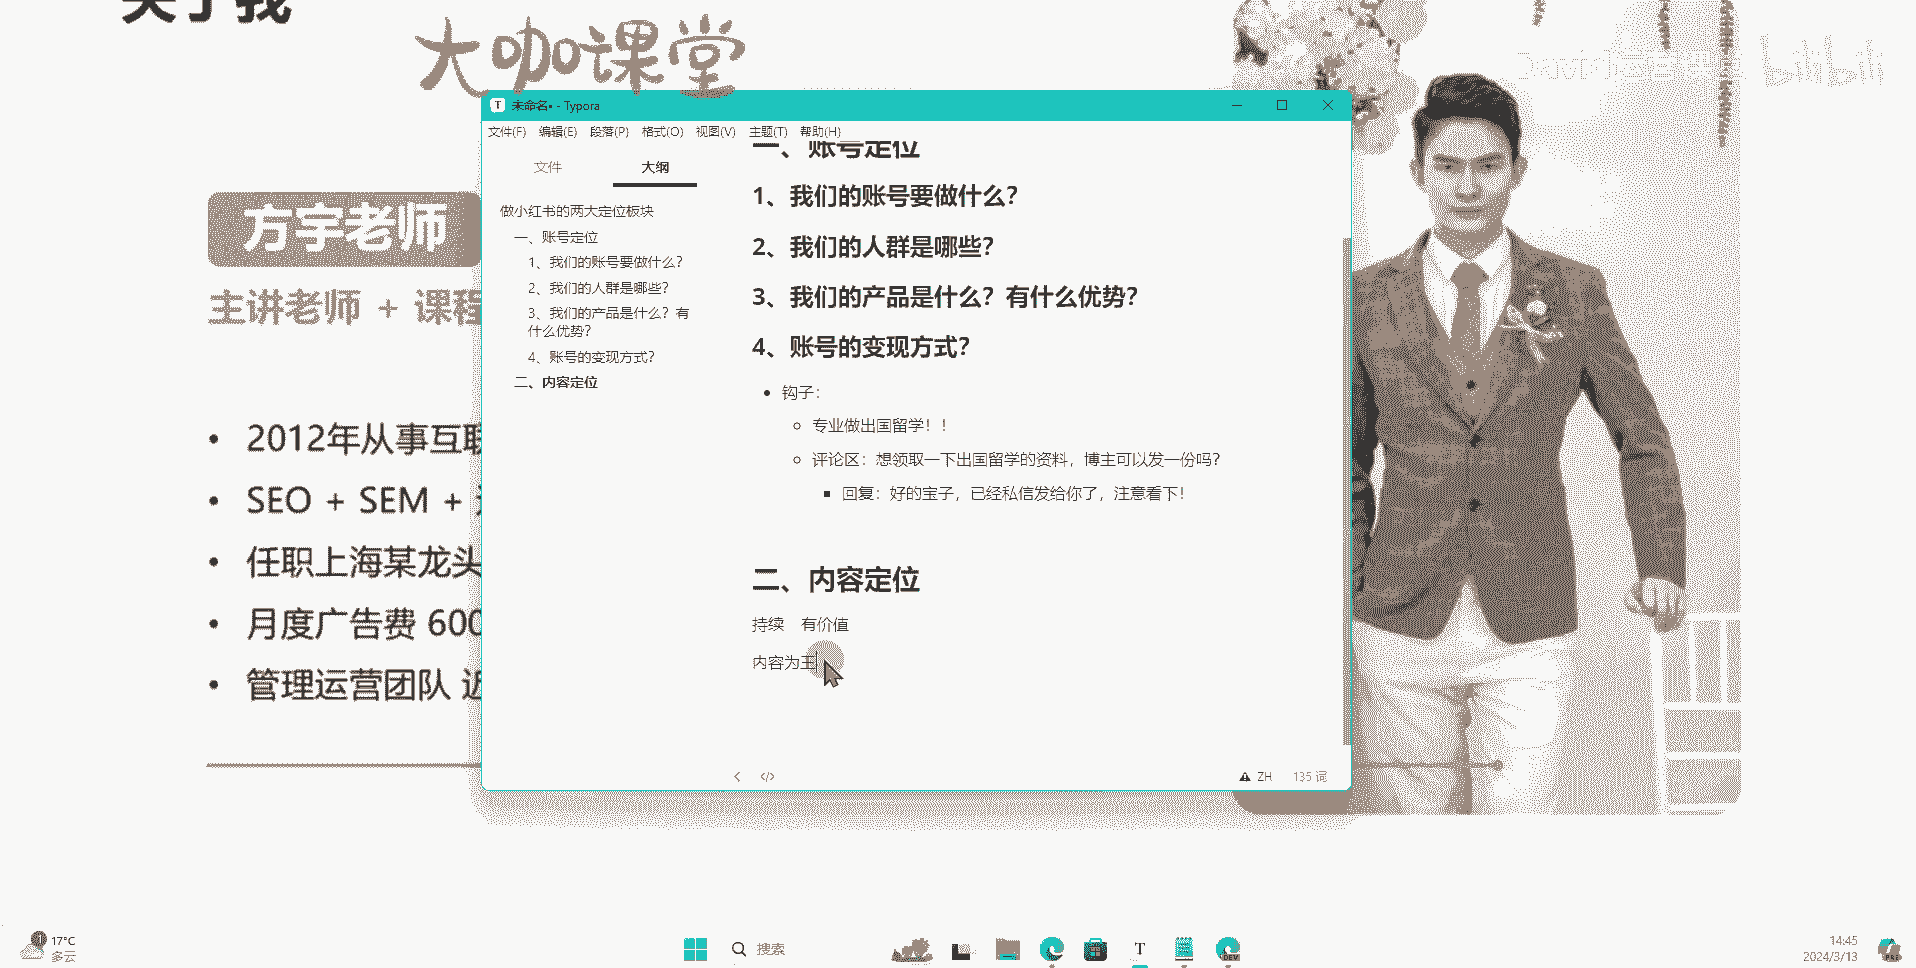 关于我
大咖课堂
bilibili
未命名• - Typora
文件(F) 编辑(E) 段落(P) 格式(O) 视图(V) 主题(T) 帮助(H)
文件 大纲
做小红书的两大定位板块
一、账号定位
1、我们的账号要做什么?
2、我们的人群是哪些?
3、我们的产品是什么?有
什么优势?
4、账号的变现方式?
二、内容定位
一、账号定位
1、我们的账号要做什么?
2、我们的人群是哪些?
3、我们的产品是什么?有什么优势?
4、账号的变现方式?
• 钩子:
专业做出国留学!!
评论区:想领取一下出国留学的资料,博主可以发一份吗?
回复:好的宝子,已经私信发给你了,注意看下!
二、内容定位
持续 有价值
内容为王
</> ZH 135 词
方宇老师
主讲老师 + 课程
• 2012年从事互联
• SEO + SEM +
• 任职上海某龙头
• 月度广告费 600
• 管理运营团队 近
17°C
多云
搜索
T
DEV
14:45
2024/3/13
PRE